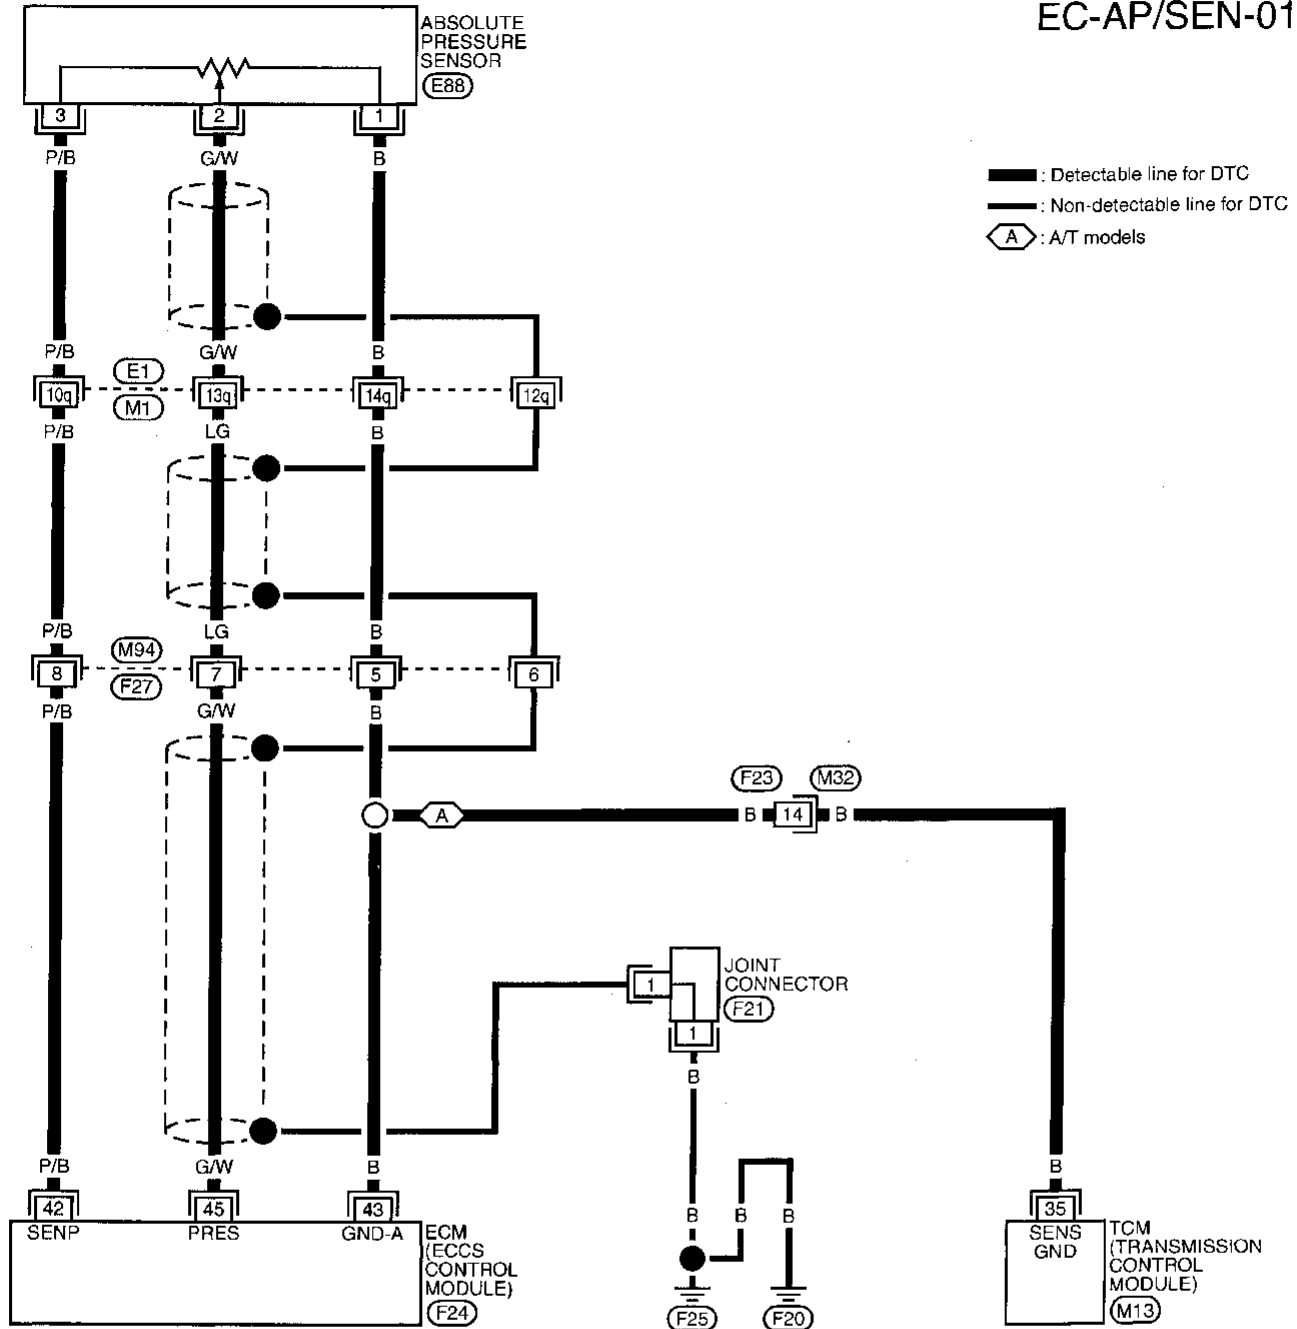 EC-AP/SEN-01
ABSOLUTE
PRESSURE
SENSOR
E88
3 2 1
P/B G/W B
: Detectable line for DTC
: Non-detectable line for DTC
A : A/T models
P/B G/W B
E1
10q 13q 14q 12q
M1
P/B LG B
P/B LG B
M94
8 7 5 6
F27
P/B G/W B
F23 M32
A B 14 B
JOINT
CONNECTOR
F21
1
1
B
P/B G/W B B
42 45 43 35
B B B
SENP PRES GND-A
ECM
(ECCS
CONTROL
MODULE)
F24
F25 F20
SENS
GND
TCM
(TRANSMISSION
CONTROL
MODULE)
M13